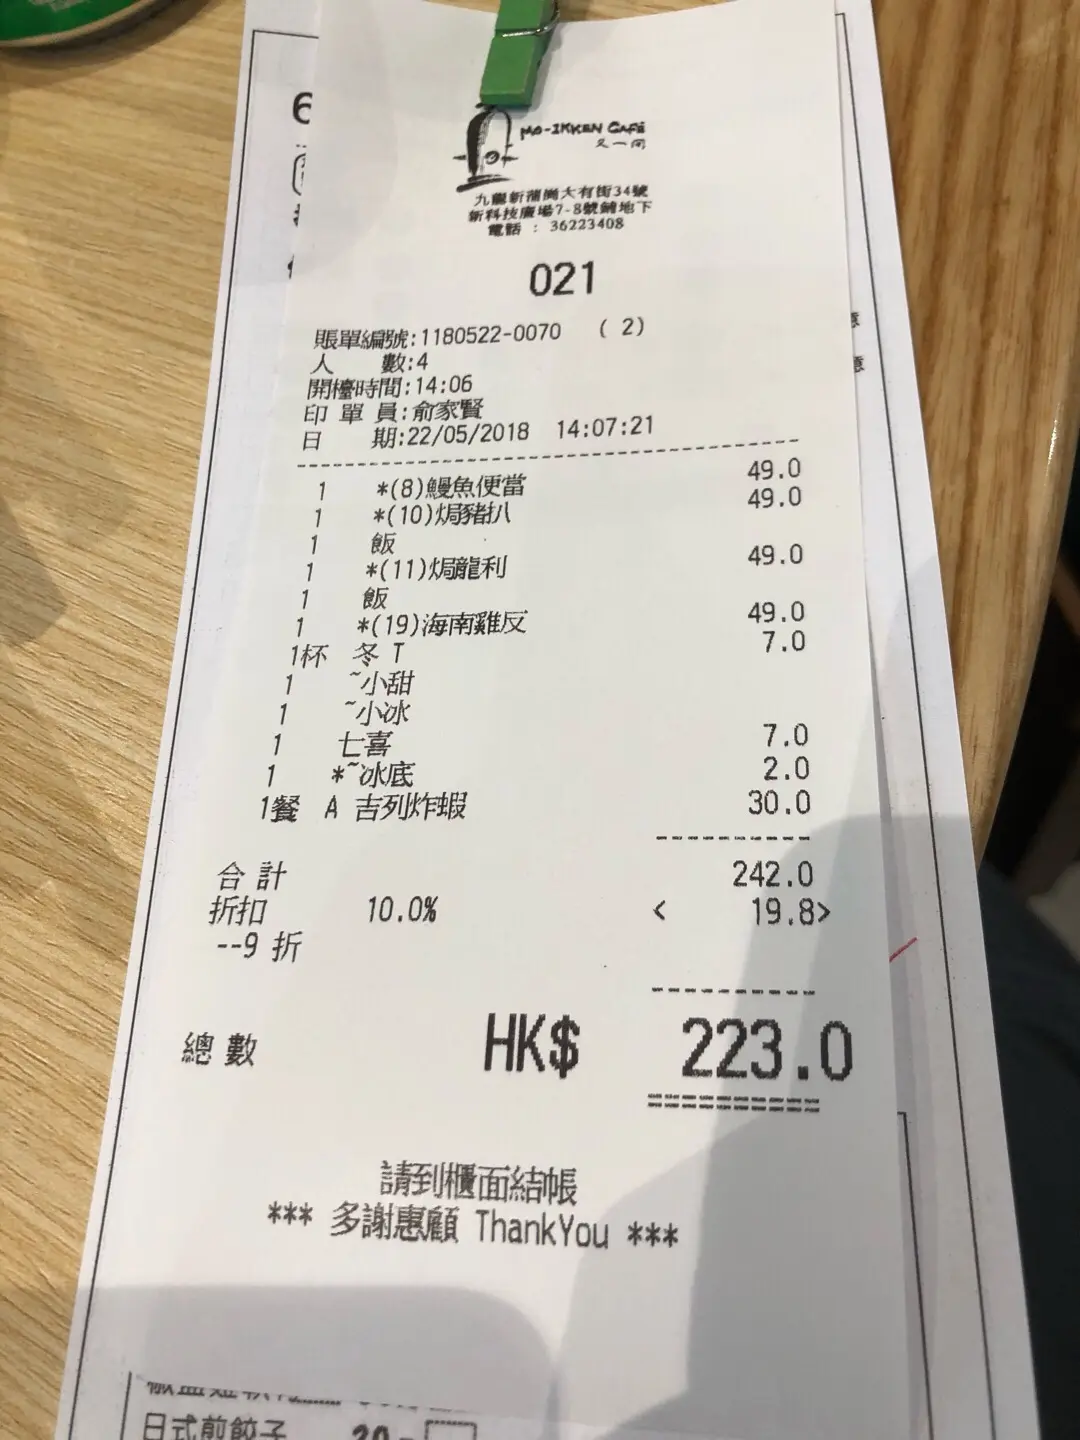 MO-IKKEN CAFÉ
又一間
九龍新蒲崗大有街34號
新科技廣場7-8號鋪地下
電話 : 36223408
021
賬單編號:1180522-0070 ( 2)
人 數:4
開檯時間:14:06
印 單 員:俞家賢
日 期:22/05/2018 14:07:21
1 *(8)鰻魚便當 49.0
1 *(10)焗豬扒 49.0
1 飯
1 *(11)焗龍利 49.0
1 飯
1 *(19)海南雞反 49.0
1杯 冬 T 7.0
1 ~小甜
1 ~小冰
1 七喜 7.0
1 *~冰底 2.0
1餐 A 吉列炸蝦 30.0
合 計 242.0
折扣 10.0% < 19.8>
--9 折
總 數 HK$ 223.0
請到櫃面結帳
*** 多謝惠顧 ThankYou ***
日式煎餃子